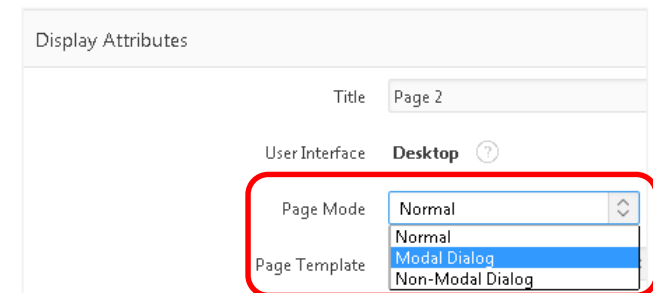 Display Attributes
Title Page 2
User Interface Desktop ?
Page Mode Normal
Normal
Modal Dialog
Page Template
Non-Modal Dialog